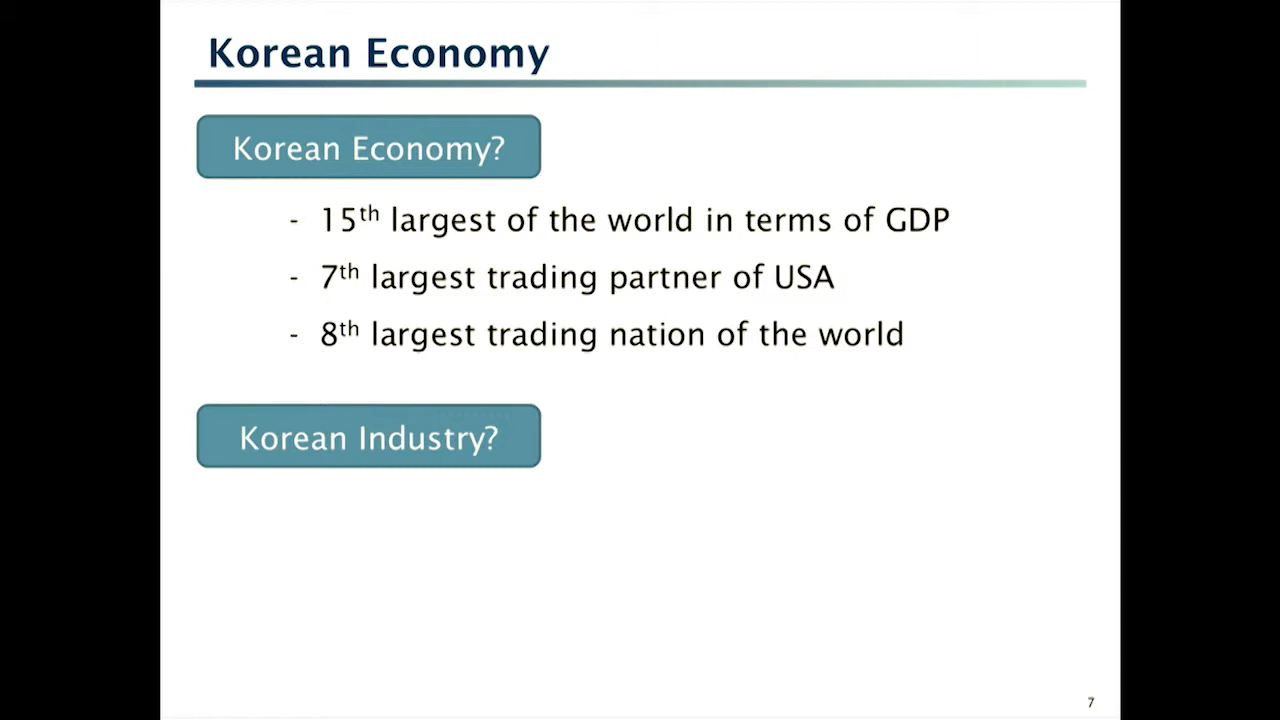 Korean Economy
Korean Economy?
- 15th largest of the world in terms of GDP
- 7th largest trading partner of USA
- 8th largest trading nation of the world
Korean Industry?
7